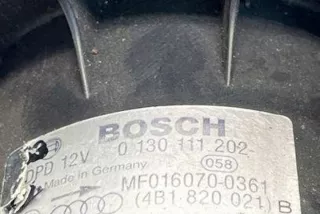 BOSCH
DPD 12V 0 130 111 202
Made in Germany 058
MF016070-0361
(4B1 820 021) B